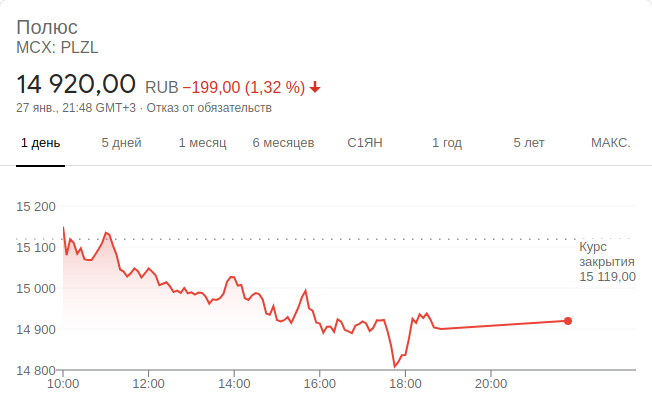 Полюс
MCX: PLZL
14 920,00 RUB −199,00 (1,32 %)
27 янв., 21:48 GMT+3 · Отказ от обязательств
1 день 5 дней 1 месяц 6 месяцев С1ЯН 1 год 5 лет МАКС.
15 200
15 100
15 000
14 900
14 800
Курс
закрытия
15 119,00
10:00 12:00 14:00 16:00 18:00 20:00